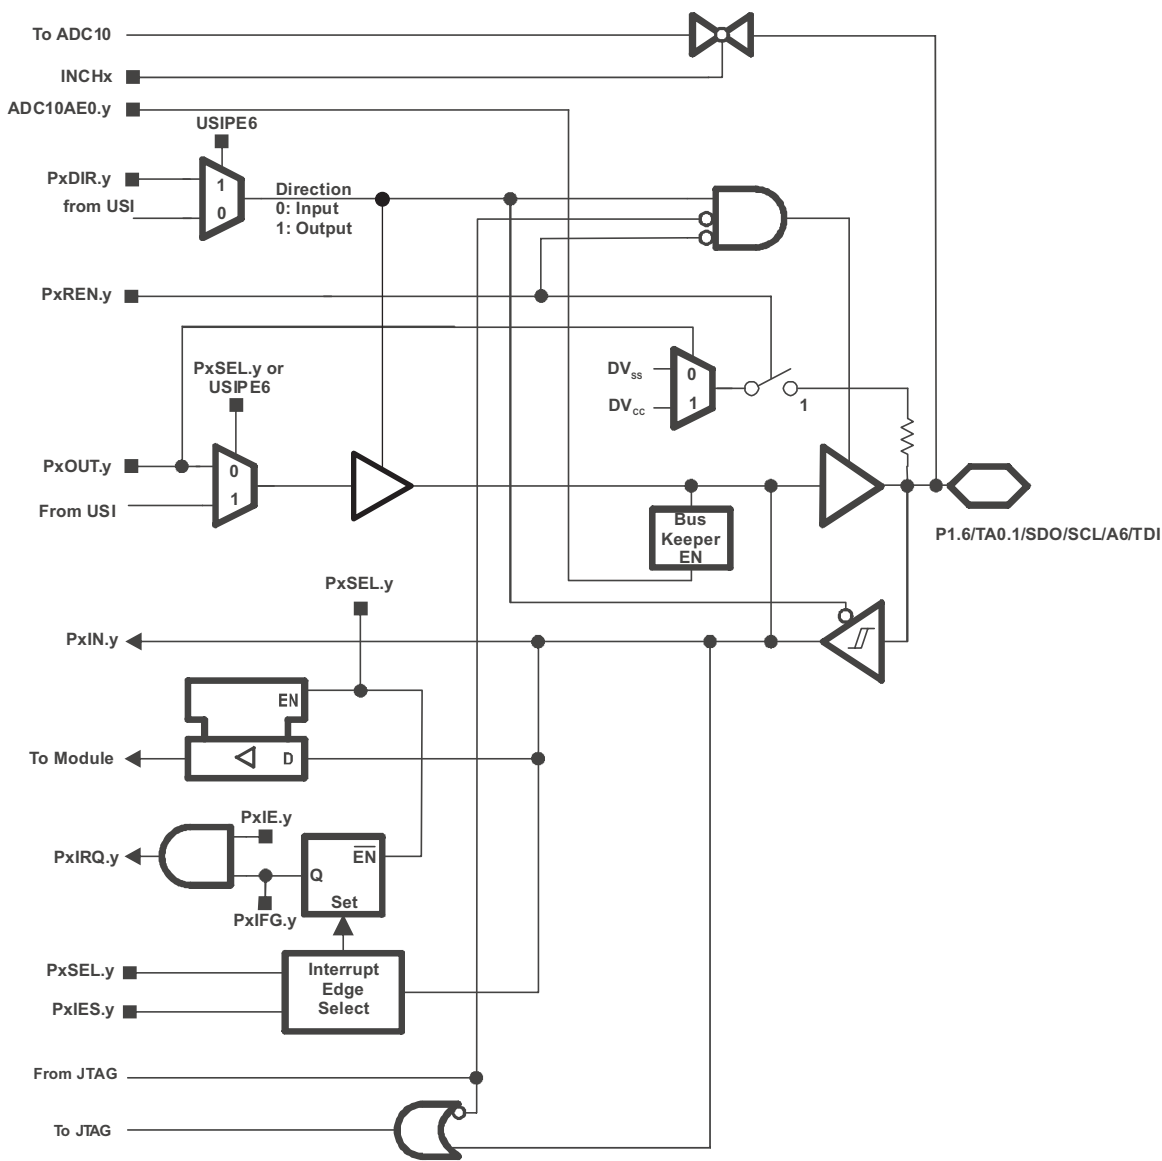 To ADC10
INCHx
ADC10AE0.y
USIPE6
PxDIR.y
from USI
1
0
Direction
0: Input
1: Output
PxREN.y
PxSEL.y or
USIPE6
DVSS
DVCC
0
1
1
PxOUT.y
From USI
0
1
Bus
Keeper
EN
P1.6/TA0.1/SDO/SCL/A6/TDI
PxSEL.y
PxIN.y
EN
To Module
D
PxIE.y
PxIRQ.y
EN
Q
Set
PxIFG.y
PxSEL.y
PxIES.y
Interrupt
Edge
Select
From JTAG
To JTAG